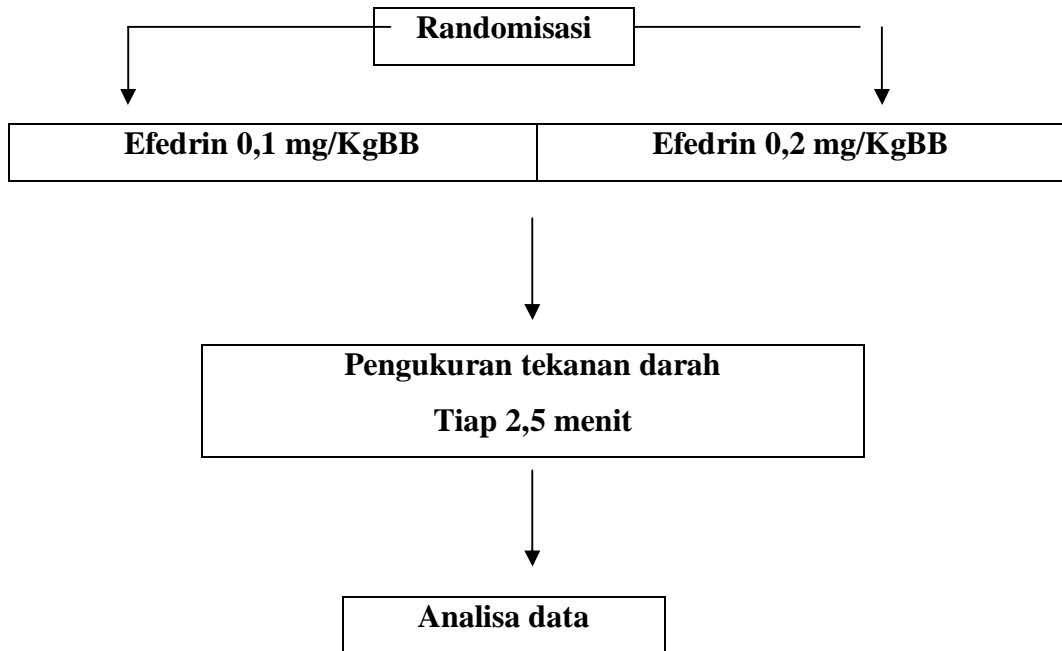 Randomisasi
Efedrin 0,1 mg/KgBB
Efedrin 0,2 mg/KgBB
Pengukuran tekanan darah
Tiap 2,5 menit
Analisa data